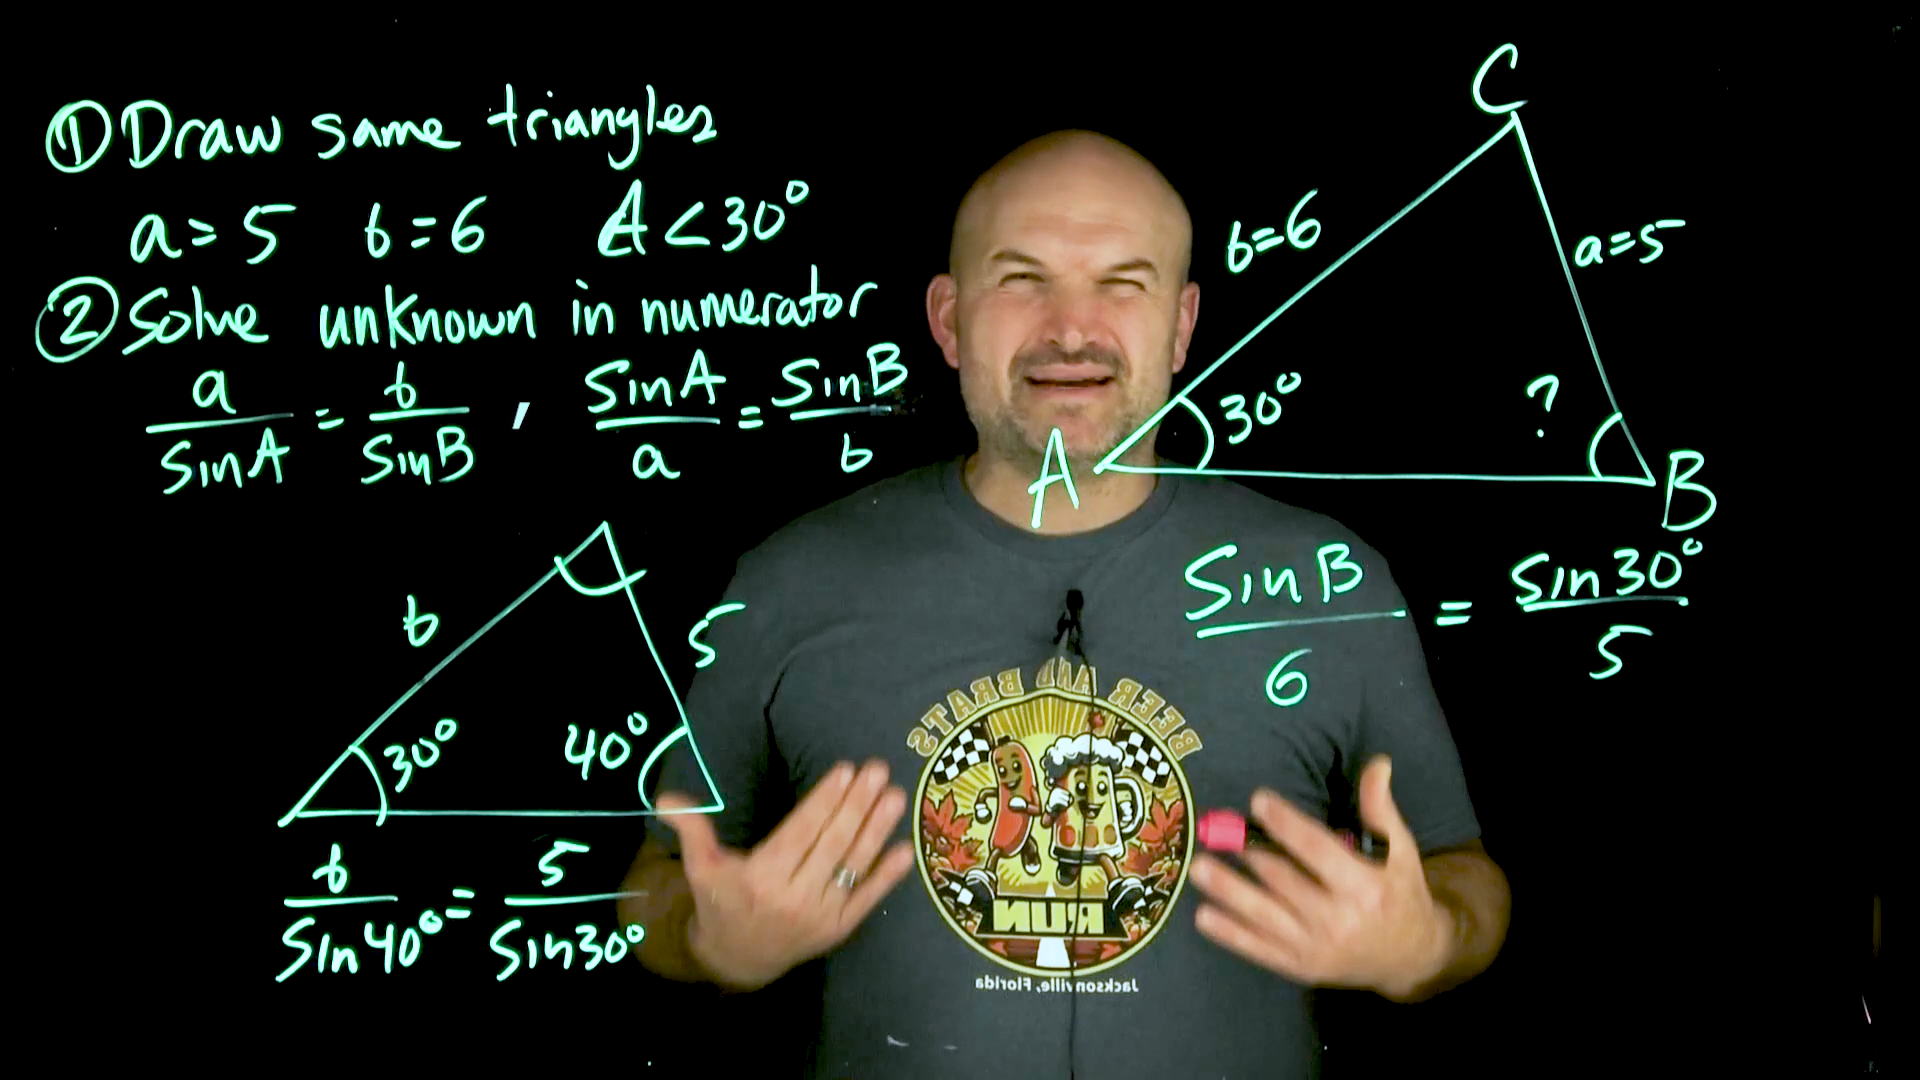 ① Draw same triangles
a = 5 b = 6 A < 30°
② Solve unknown in numerator
a/SinA = b/SinB , SinA/a = SinB/b
b
5
30°
40°
b/Sin40° = 5/Sin30°
C
b=6
a=5
30°
?
A
B
SinB/6 = Sin30°/5
BEER AND BRATS
RUN
Jacksonville, Florida